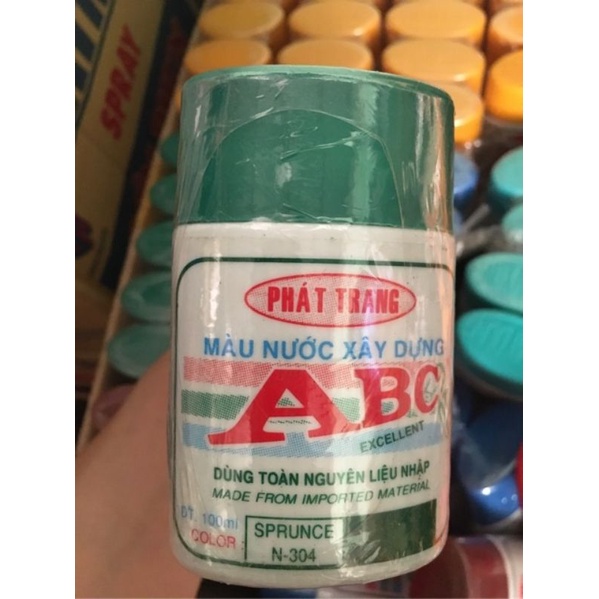 SPRAY
PHÁT TRANG
MÀU NƯỚC XÂY DỰNG
ABC
EXCELLENT
DÙNG TOÀN NGUYÊN LIỆU NHẬP
MADE FROM IMPORTED MATERIAL
DT. 100ml
COLOR
SPRUNCE
N-304